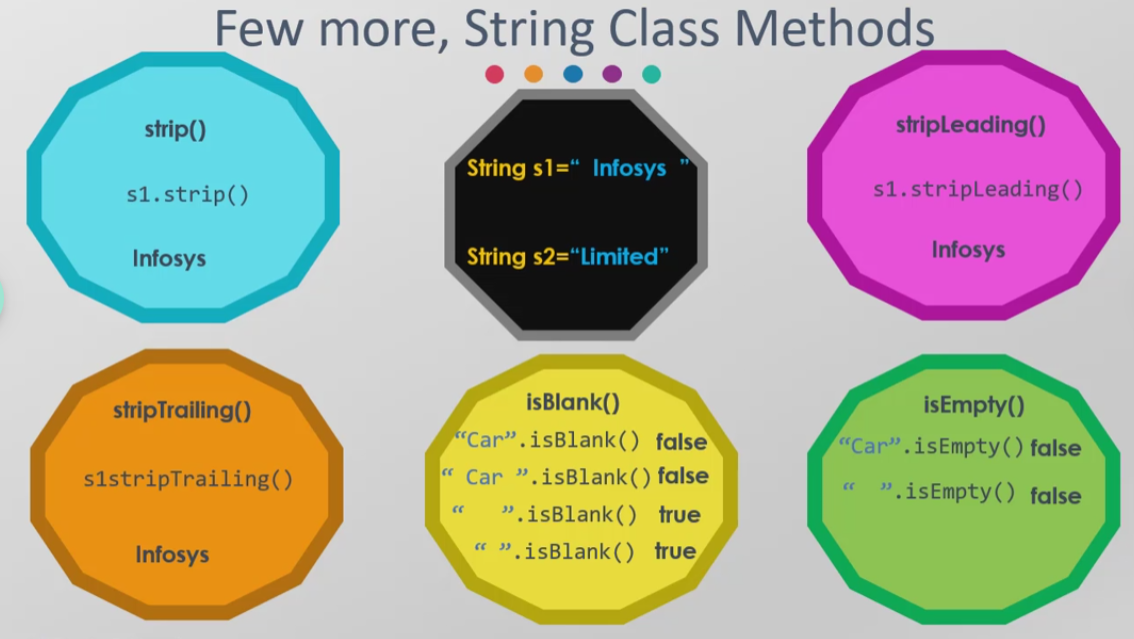 Few more, String Class Methods
strip()
s1.strip()
Infosys
String s1=“  Infosys  ”
String s2=“Limited”
stripLeading()
s1.stripLeading()
Infosys
stripTrailing()
s1stripTrailing()
Infosys
isBlank()
“Car”.isBlank() false
“ Car ”.isBlank() false
“   ”.isBlank() true
“ ”.isBlank() true
isEmpty()
“Car”.isEmpty() false
“  ”.isEmpty() false